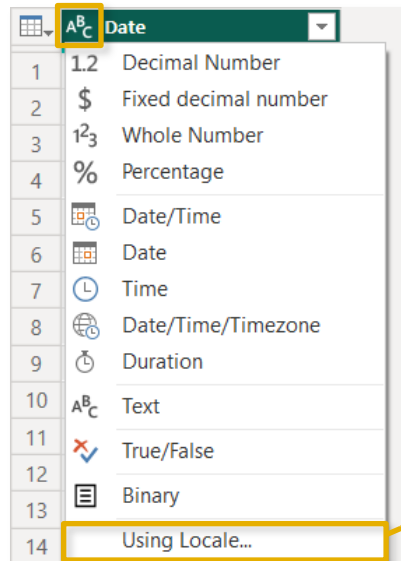 ABC Date
1
2
3
4
5
6
7
8
9
10
11
12
13
14
1.2 Decimal Number
$ Fixed decimal number
123 Whole Number
% Percentage
Date/Time
Date
Time
Date/Time/Timezone
Duration
ABC Text
True/False
Binary
Using Locale...